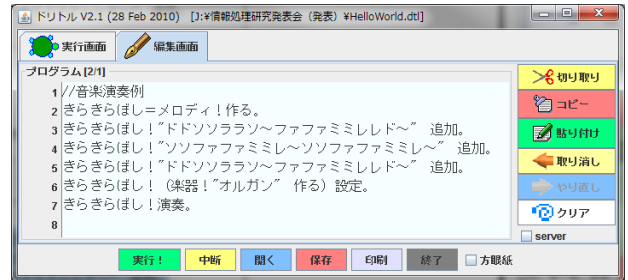 ドリトル V2.1 (28 Feb 2010) [J:¥情報処理研究発表会（発表）¥HelloWorld.dtl]
実行画面 編集画面
プログラム [2/1]
1 //音楽演奏例
2 きらきらぼし＝メロディ！作る。
3 きらきらぼし！”ドドソソララソ～ファファミミレレド～” 追加。
4 きらきらぼし！”ソソファファミミレ～ソソファファミミレ～” 追加。
5 きらきらぼし！”ドドソソララソ～ファファミミレレド～” 追加。
6 きらきらぼし！（楽器！”オルガン” 作る）設定。
7 きらきらぼし！演奏。
8
切り取り
コピー
貼り付け
取り消し
やり直し
クリア
server
実行！ 中断 開く 保存 印刷 終了 方眼紙